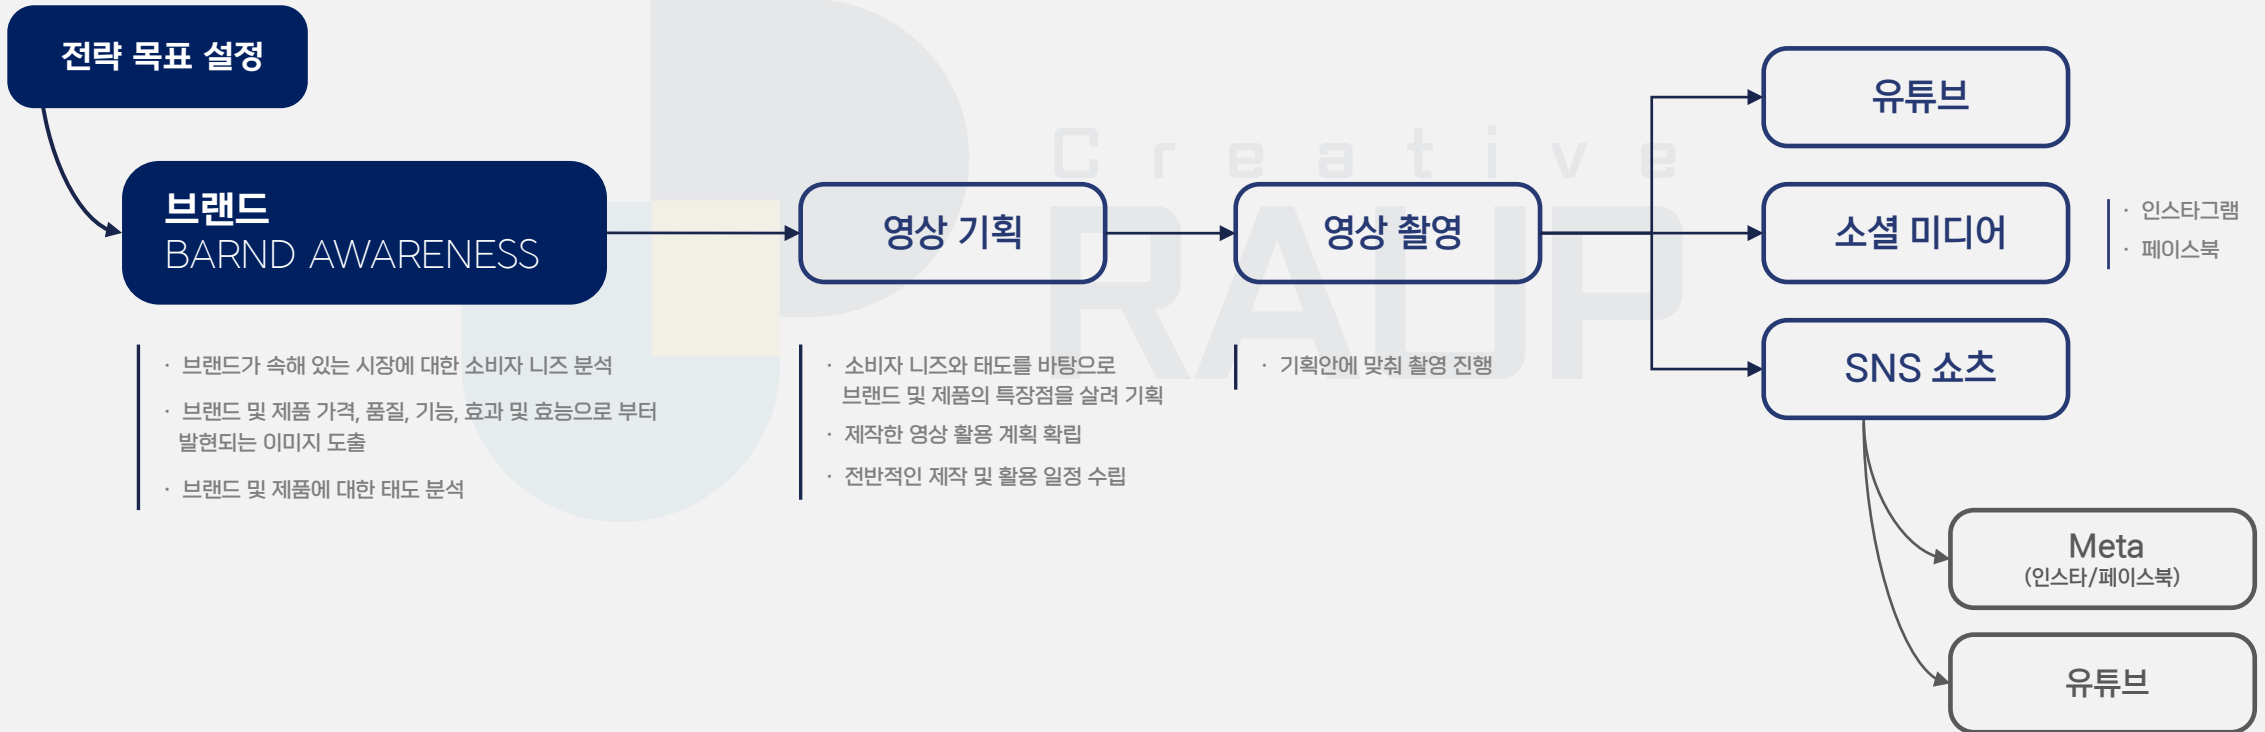 전략 목표 설정
브랜드
BARND AWARENESS
· 브랜드가 속해 있는 시장에 대한 소비자 니즈 분석
· 브랜드 및 제품 가격, 품질, 기능, 효과 및 효능으로 부터
발현되는 이미지 도출
· 브랜드 및 제품에 대한 태도 분석
영상 기획
· 소비자 니즈와 태도를 바탕으로
브랜드 및 제품의 특장점을 살려 기획
· 제작한 영상 활용 계획 확립
· 전반적인 제작 및 활용 일정 수립
영상 촬영
· 기획안에 맞춰 촬영 진행
유튜브
소셜 미디어
· 인스타그램
· 페이스북
SNS 쇼츠
Meta
(인스타/페이스북)
유튜브
Creative
RAUP